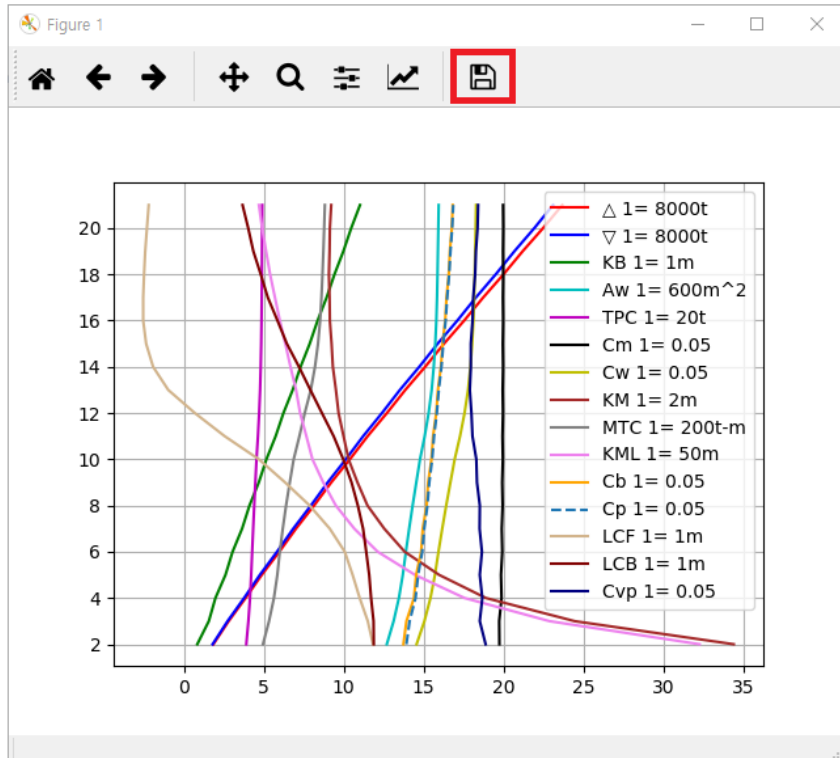 Figure 1
△ 1= 8000t
▽ 1= 8000t
KB 1= 1m
Aw 1= 600m^2
TPC 1= 20t
Cm 1= 0.05
Cw 1= 0.05
KM 1= 2m
MTC 1= 200t-m
KML 1= 50m
Cb 1= 0.05
Cp 1= 0.05
LCF 1= 1m
LCB 1= 1m
Cvp 1= 0.05
20
18
16
14
12
10
8
6
4
2
0 5 10 15 20 25 30 35